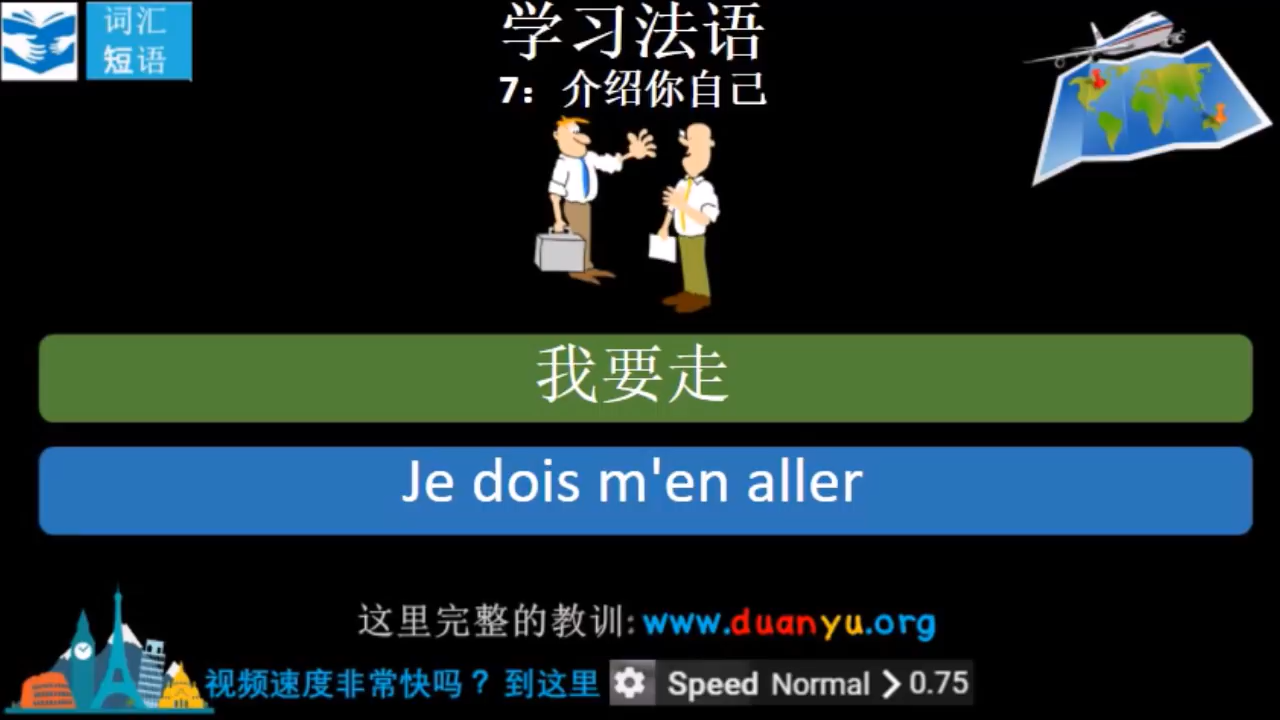 词汇
短语
学习法语
7：介绍你自己
我要走
Je dois m'en aller
这里完整的教训: www.duanyu.org
视频速度非常快吗？ 到这里 Speed Normal > 0.75